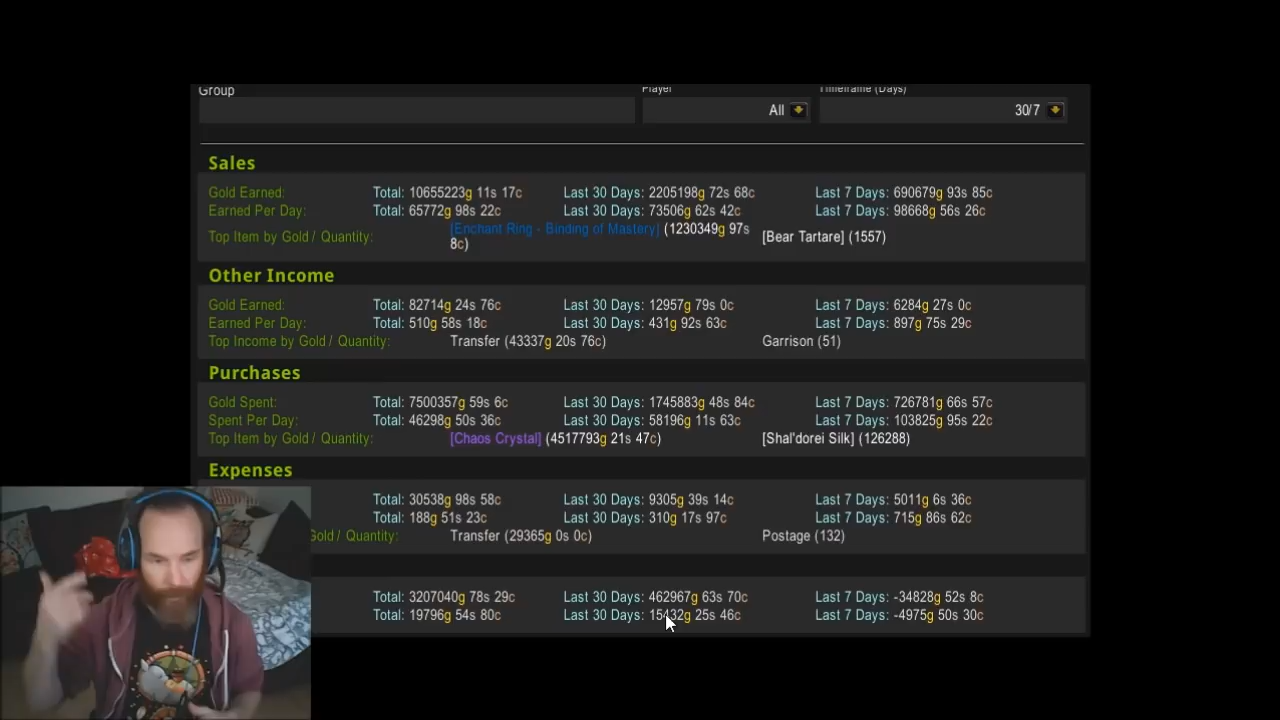 Group Player Timeframe (Days)
All 30/7
Sales
Gold Earned: Total: 10655223g 11s 17c Last 30 Days: 2205198g 72s 68c Last 7 Days: 690679g 93s 85c
Earned Per Day: Total: 65772g 98s 22c Last 30 Days: 73506g 62s 42c Last 7 Days: 98668g 56s 26c
Top Item by Gold / Quantity: [Enchant Ring - Binding of Mastery] (1230349g 97s 8c) [Bear Tartare] (1557)
Other Income
Gold Earned: Total: 82714g 24s 76c Last 30 Days: 12957g 79s 0c Last 7 Days: 6284g 27s 0c
Earned Per Day: Total: 510g 58s 18c Last 30 Days: 431g 92s 63c Last 7 Days: 897g 75s 29c
Top Income by Gold / Quantity: Transfer (43337g 20s 76c) Garrison (51)
Purchases
Gold Spent: Total: 7500357g 59s 6c Last 30 Days: 1745883g 48s 84c Last 7 Days: 726781g 66s 57c
Spent Per Day: Total: 46298g 50s 36c Last 30 Days: 58196g 11s 63c Last 7 Days: 103825g 95s 22c
Top Item by Gold / Quantity: [Chaos Crystal] (4517793g 21s 47c) [Shal'dorei Silk] (126288)
Expenses
Total: 30538g 98s 58c Last 30 Days: 9305g 39s 14c Last 7 Days: 5011g 6s 36c
Total: 188g 51s 23c Last 30 Days: 310g 17s 97c Last 7 Days: 715g 86s 62c
Gold / Quantity: Transfer (29365g 0s 0c) Postage (132)
Total: 3207040g 78s 29c Last 30 Days: 462967g 63s 70c Last 7 Days: -34828g 52s 8c
Total: 19796g 54s 80c Last 30 Days: 15432g 25s 46c Last 7 Days: -4975g 50s 30c